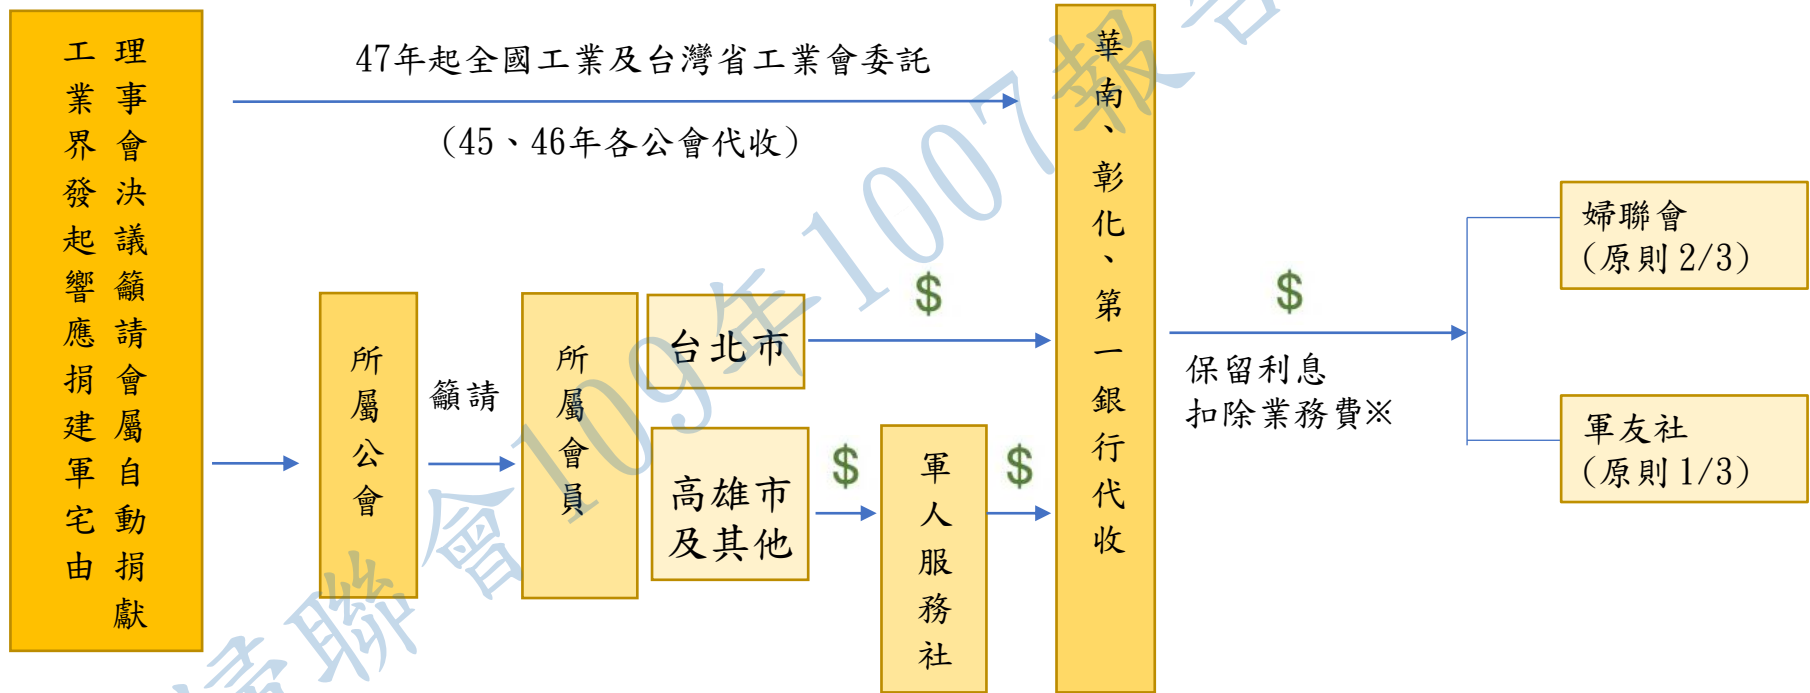 工業界發起響應捐建軍宅由
理事會決議籲請會屬自動捐獻
47年起全國工業及台灣省工業會委託
(45、46年各公會代收)
所屬公會
籲請
所屬會員
台北市
$
高雄市
及其他
$
軍人服務社
$
華南、彰化、第一銀行代收
$
保留利息
扣除業務費※
婦聯會
(原則2/3)
軍友社
(原則1/3)
婦聯會109年1007報告